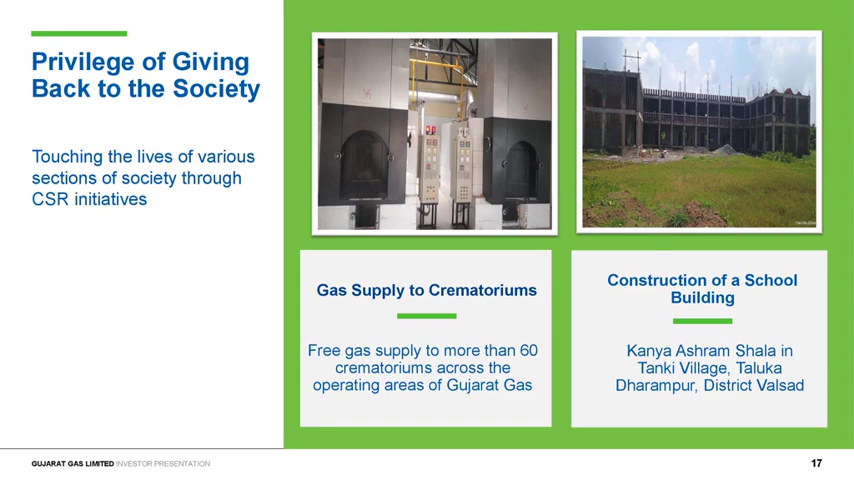 Privilege of Giving
Back to the Society
Touching the lives of various
sections of society through
CSR initiatives
Gas Supply to Crematoriums
Free gas supply to more than 60
crematoriums across the
operating areas of Gujarat Gas
Construction of a School
Building
Kanya Ashram Shala in
Tanki Village, Taluka
Dharampur, District Valsad
GUJARAT GAS LIMITED INVESTOR PRESENTATION
17